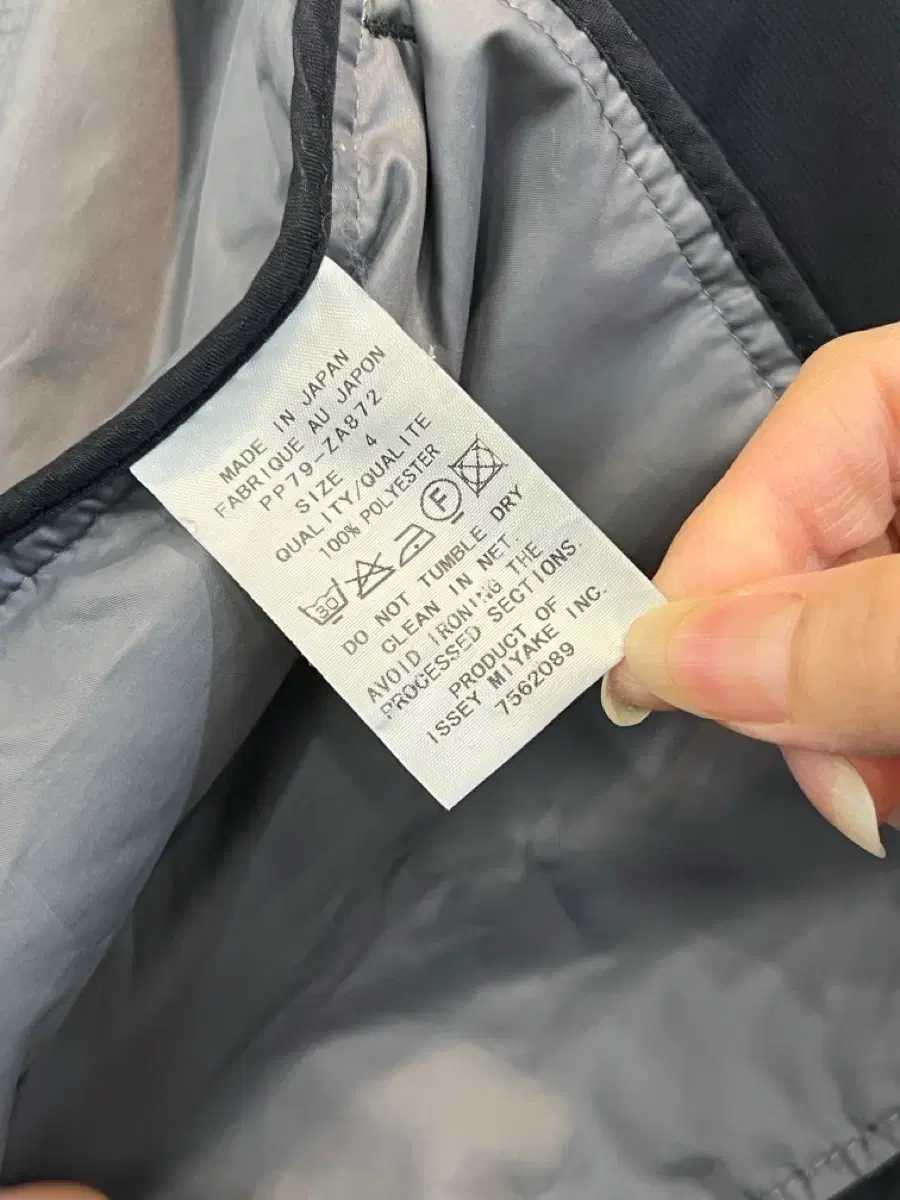 MADE IN JAPAN
FABRIQUE AU JAPON
PP79-ZA872
SIZE 4
QUALITY/QUALITE
100% POLYESTER
30 F
DO NOT TUMBLE DRY
CLEAN IN NET.
AVOID IRONING THE
PROCESSED SECTIONS.
PRODUCT OF
ISSEY MIYAKE INC.
7562089